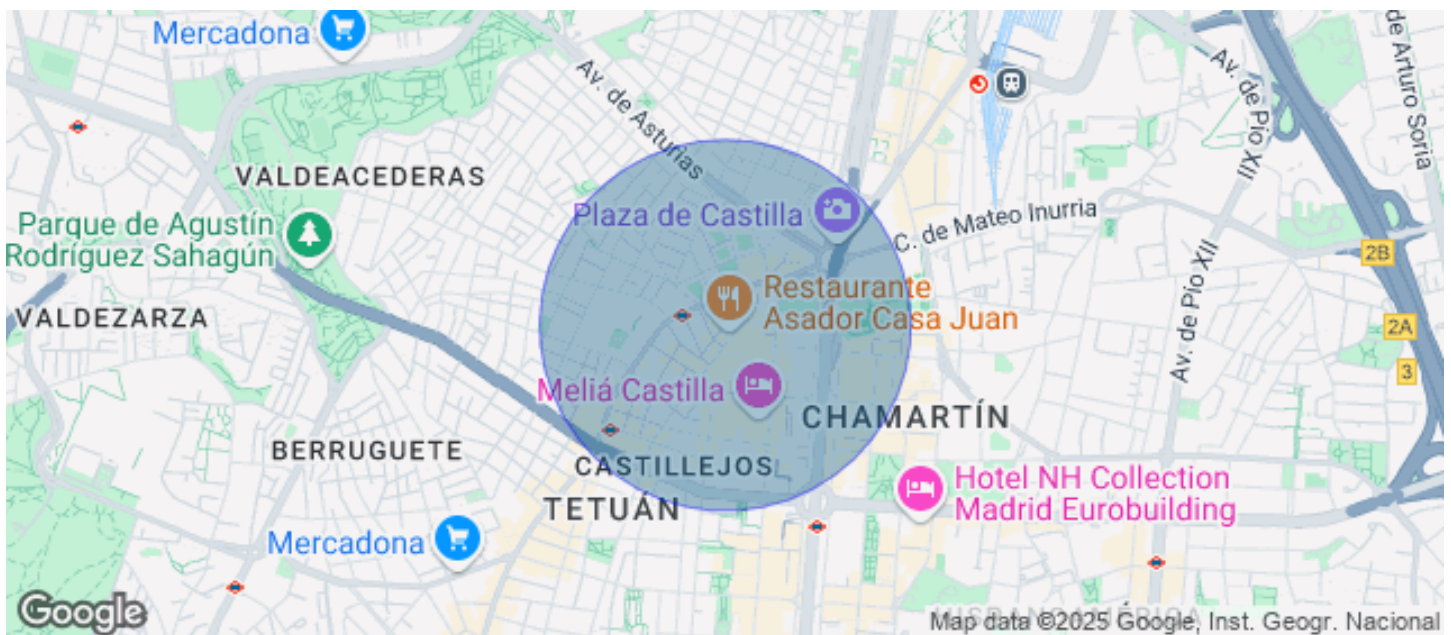 Mercadona
Av. de Asturias
Av. de Pío XII
de Arturo Soria
VALDEACEDERAS
Parque de Agustín
Rodríguez Sahagún
Plaza de Castilla
C. de Mateo Inurria
2B
VALDEZARZA
Restaurante
Asador Casa Juan
2A
3
Av. de Pío XII
Meliá Castilla
CHAMARTÍN
BERRUGUETE
CASTILLEJOS
TETUÁN
Hotel NH Collection
Madrid Eurobuilding
Mercadona
Google
Map data ©2025 Google, Inst. Geogr. Nacional